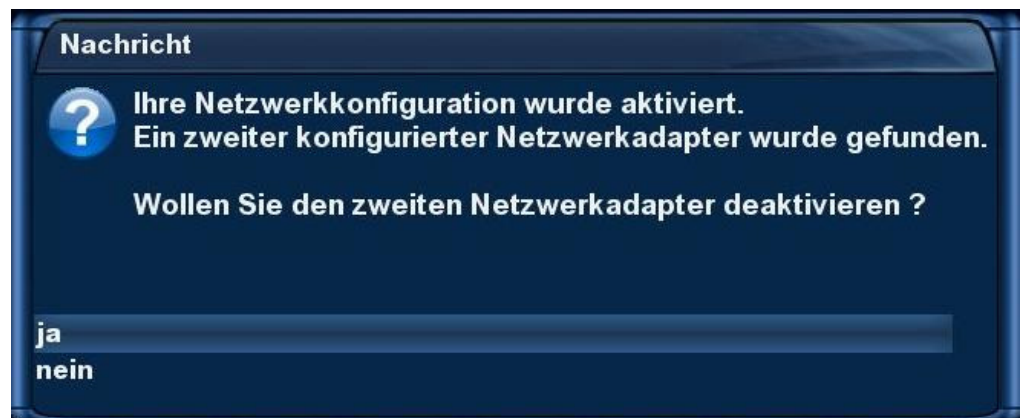 Nachricht
Ihre Netzwerkkonfiguration wurde aktiviert.
Ein zweiter konfigurierter Netzwerkadapter wurde gefunden.
Wollen Sie den zweiten Netzwerkadapter deaktivieren ?
ja
nein